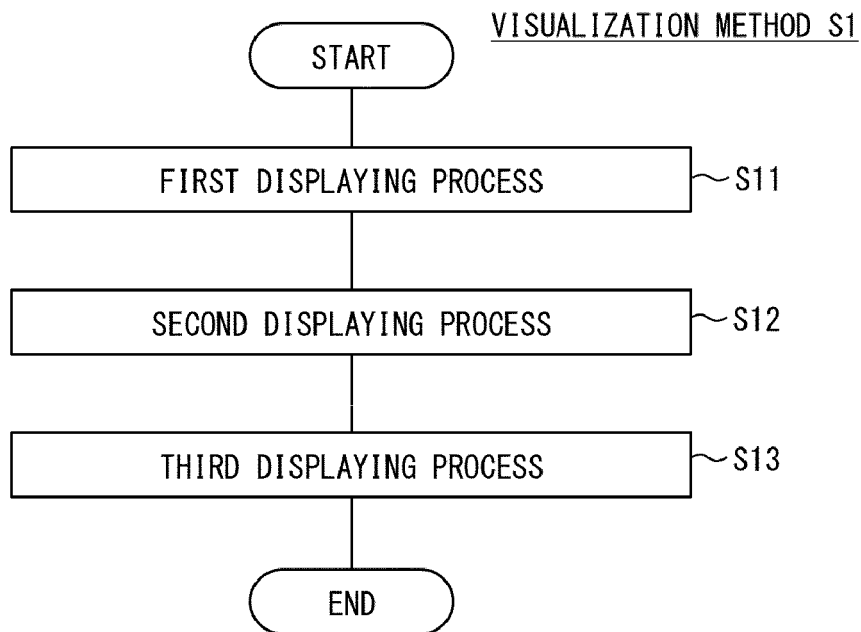 VISUALIZATION METHOD S1
START
FIRST DISPLAYING PROCESS
S11
SECOND DISPLAYING PROCESS
S12
THIRD DISPLAYING PROCESS
S13
END